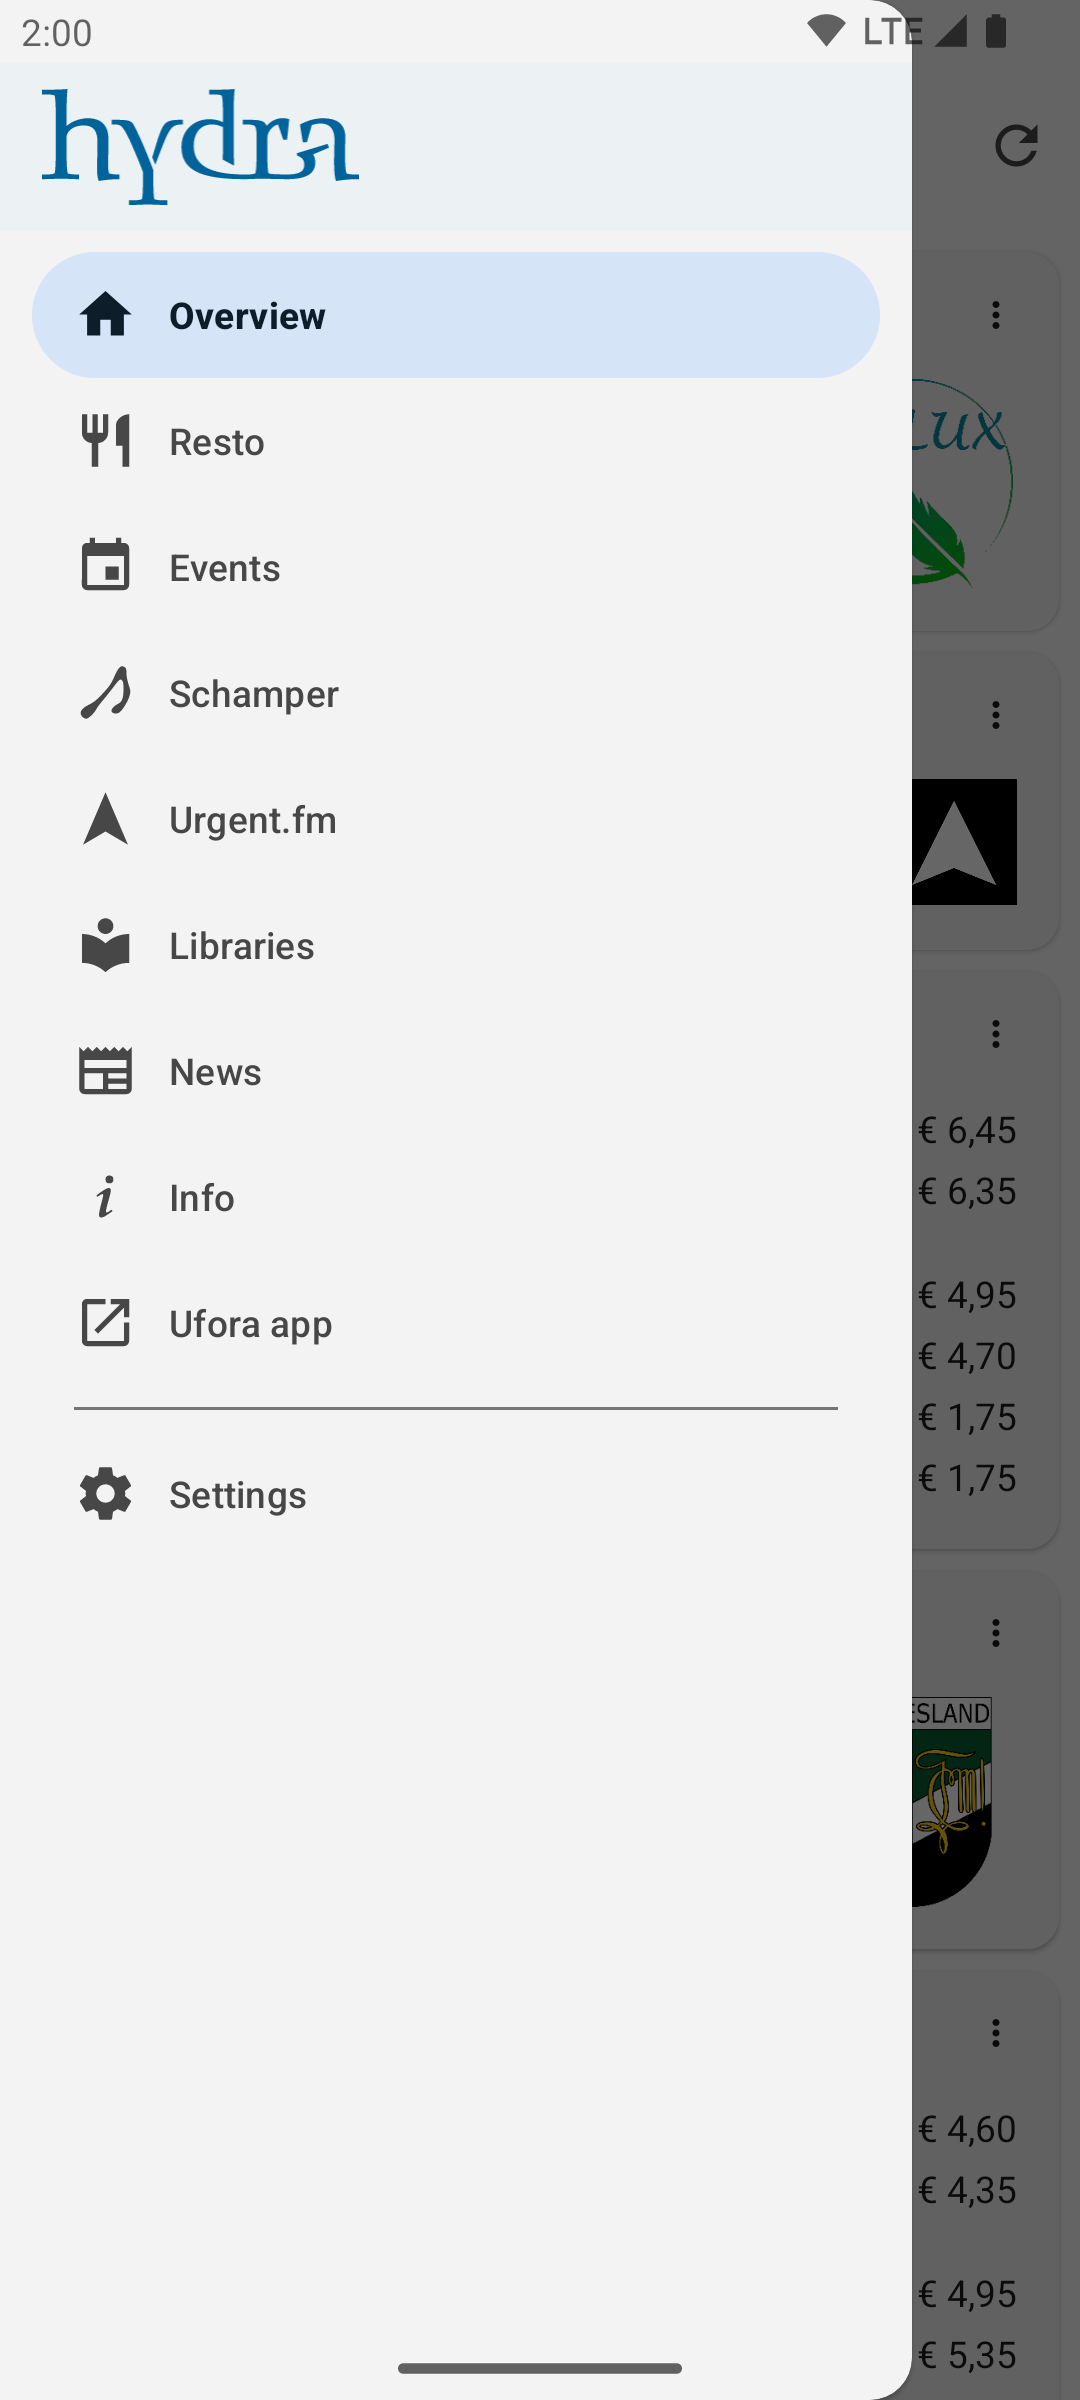 2:00
LTE
hydra
Overview
Resto
Events
Schamper
Urgent.fm
Libraries
News
Info
Ufora app
Settings
€ 6,45
€ 6,35
€ 4,95
€ 4,70
€ 1,75
€ 1,75
ESLAND
€ 4,60
€ 4,35
€ 4,95
€ 5,35